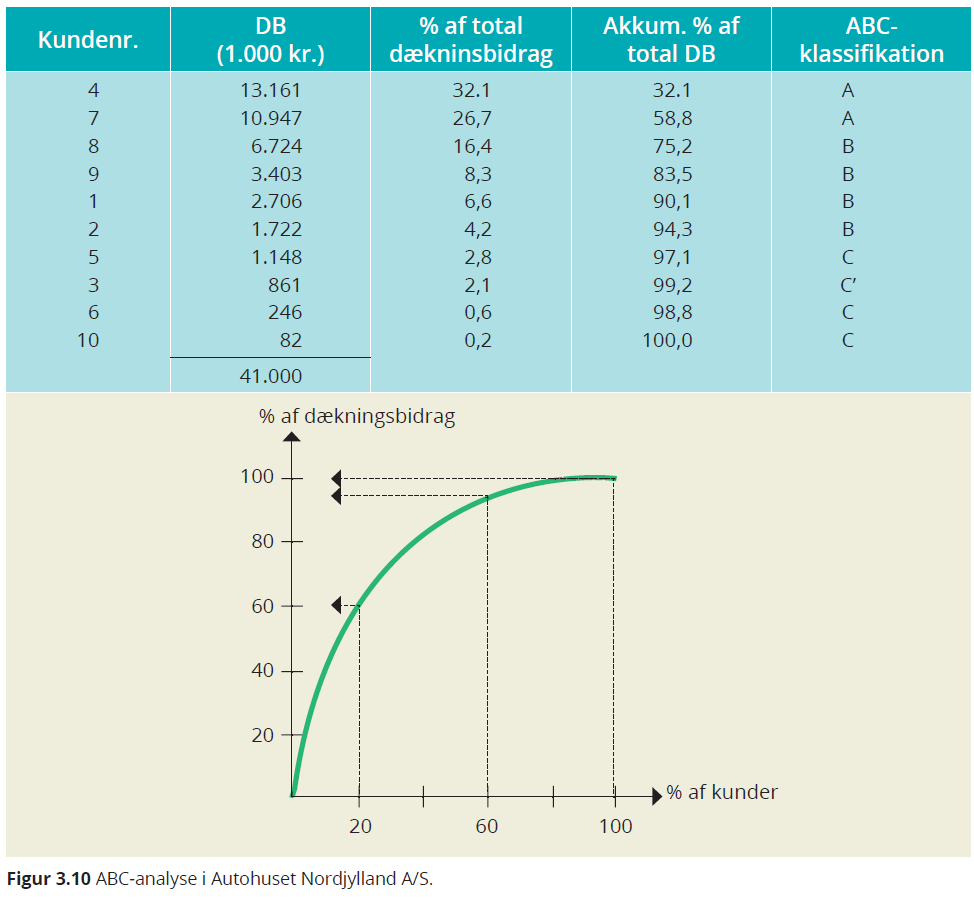 Kundenr. DB (1.000 kr.) % af total dækninsbidrag Akkum. % af total DB ABC-klassifikation
4 13.161 32.1 32.1 A
7 10.947 26,7 58,8 A
8 6.724 16,4 75,2 B
9 3.403 8,3 83,5 B
1 2.706 6,6 90,1 B
2 1.722 4,2 94,3 B
5 1.148 2,8 97,1 C
3 861 2,1 99,2 C’
6 246 0,6 98,8 C
10 82 0,2 100,0 C
41.000
% af dækningsbidrag
100
80
60
40
20
% af kunder
20 60 100
Figur 3.10 ABC-analyse i Autohuset Nordjylland A/S.